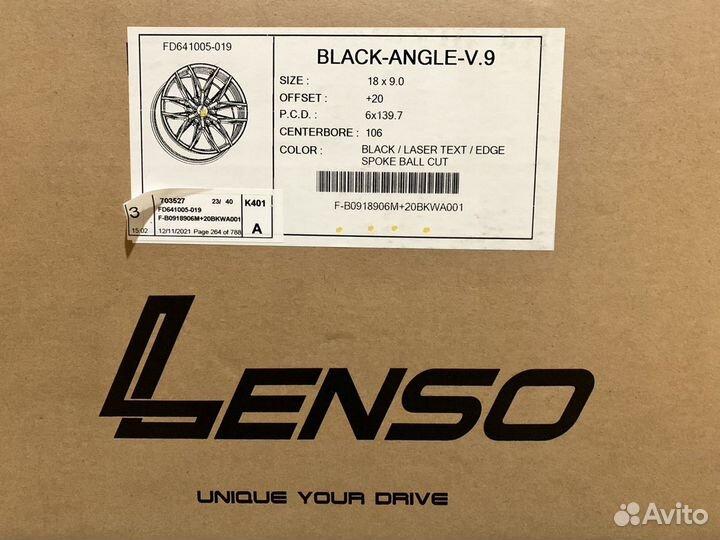 FD641005-019
BLACK-ANGLE-V.9
SIZE : 18 x 9.0
OFFSET : +20
P.C.D. : 6x139.7
CENTERBORE : 106
COLOR : BLACK / LASER TEXT / EDGE
SPOKE BALL CUT
F-B0918906M+20BKWA001
3
703527 23/ 40 K401
FD641005-019
F-B0918906M+20BKWA001
15:02 12/11/2021 Page 264 of 788 A
LENSO
UNIQUE YOUR DRIVE
Avito